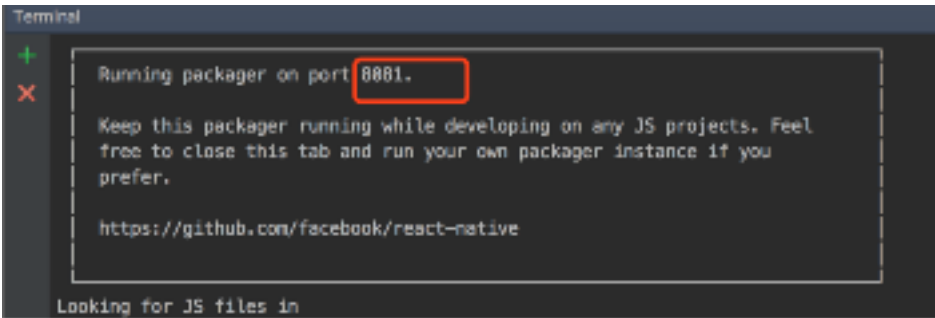 Terminal
Running packager on port 8081.
Keep this packager running while developing on any JS projects. Feel
free to close this tab and run your own packager instance if you
prefer.
https://github.com/facebook/react-native
Looking for JS files in